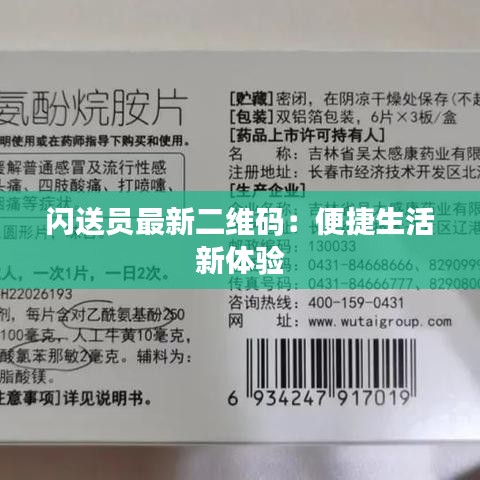 氨酚烷胺片
明使用或在药师指导下购买和使用。
缓解普通感冒及流行性感
头痛、四肢酸痛、打喷嚏、
咽痛等症状。
圆形片
，一次1片，一日2次。
H22026193
剂，每片含对乙酰氨基酚250
100毫克，人工牛黄10毫克，
酸氯苯那敏2毫克。辅料为：
脂酸镁。
注意事项]详见说明书。
[贮藏]密闭，在阴凉干燥处保存(不超
[包装]双铝箔包装，6片×3板/盒
[药品上市许可持有人]
名　称：吉林省吴太感康药业有限
注册地址：长春市经济技术开发区北海
[生产企业]
邮政编码：130033
电话号码：0431-84668666、829099
传真号码：0431-84666777、829080
咨询热线：400-159-0431
网　址：www.wutaigroup.com
6 934247 917019
闪送员最新二维码：便捷生活
新体验